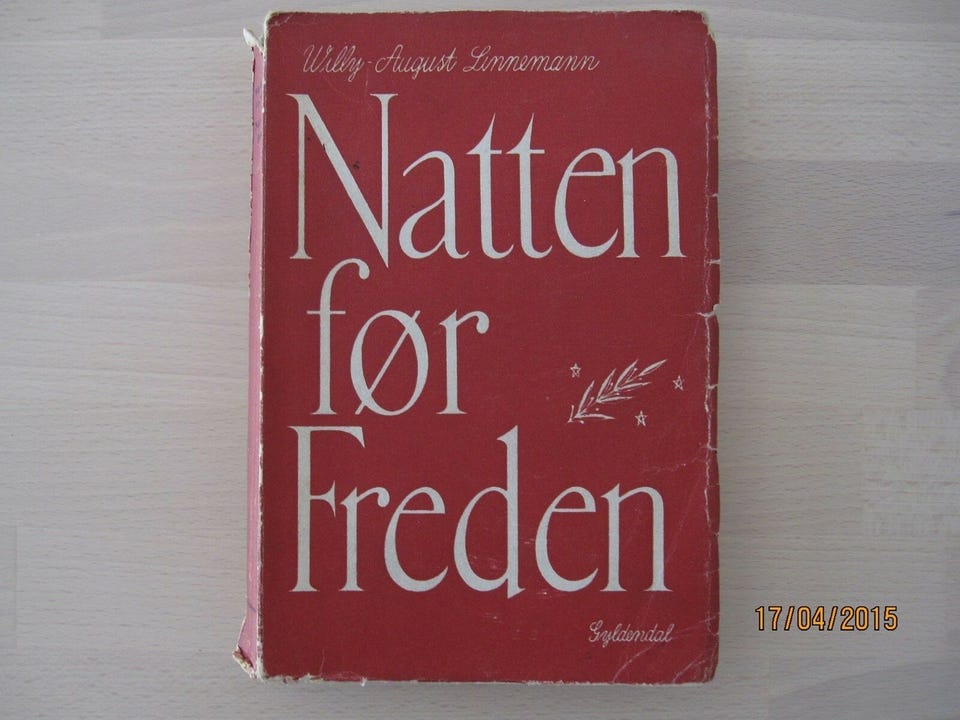 Willy-August Linnemann
Natten
før
Freden
Gyldendal
17/04/2015